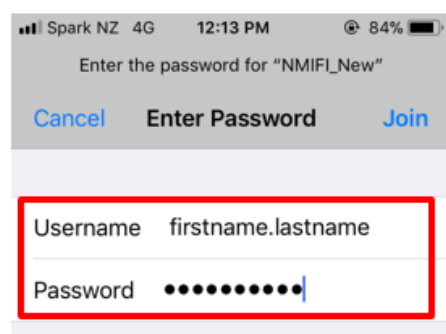 Spark NZ 4G 12:13 PM 84%
Enter the password for “NMIFI_New”
Cancel Enter Password Join
Username firstname.lastname
Password ●●●●●●●●●●